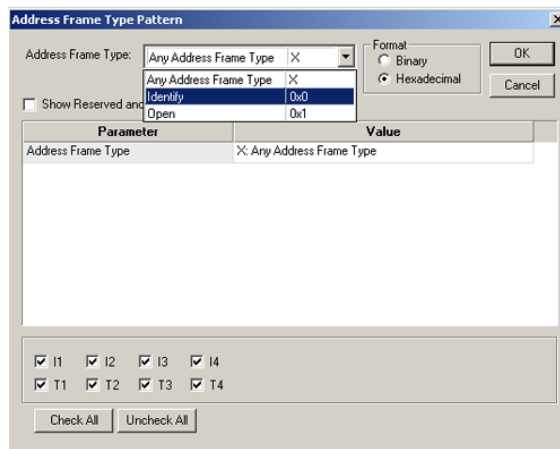 Address Frame Type Pattern
Address Frame Type: Any Address Frame Type X
Format
Binary
Hexadecimal
OK
Cancel
Any Address Frame Type X
Identify 0x0
Open 0x1
Show Reserved and
Parameter Value
Address Frame Type X: Any Address Frame Type
I1 I2 I3 I4
T1 T2 T3 T4
Check All Uncheck All